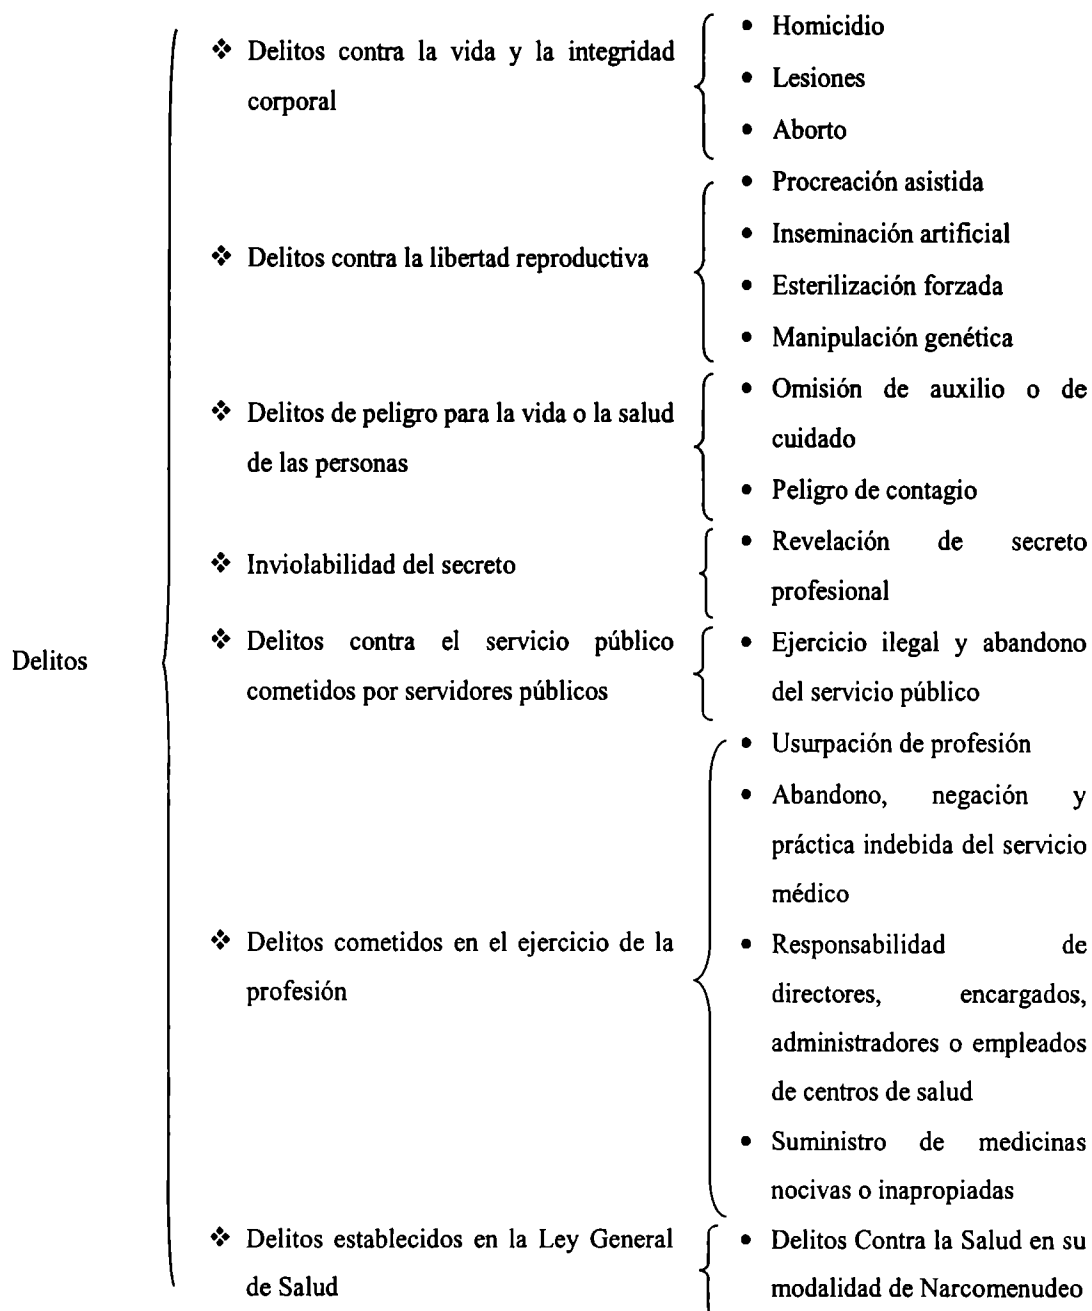 Delitos
❖ Delitos contra la vida y la integridad
corporal
• Homicidio
• Lesiones
• Aborto
❖ Delitos contra la libertad reproductiva
• Procreación asistida
• Inseminación artificial
• Esterilización forzada
• Manipulación genética
❖ Delitos de peligro para la vida o la salud
de las personas
• Omisión de auxilio o de
cuidado
• Peligro de contagio
❖ Inviolabilidad del secreto
• Revelación de secreto
profesional
❖ Delitos contra el servicio público
cometidos por servidores públicos
• Ejercicio ilegal y abandono
del servicio público
❖ Delitos cometidos en el ejercicio de la
profesión
• Usurpación de profesión
• Abandono, negación y
práctica indebida del servicio
médico
• Responsabilidad de
directores, encargados,
administradores o empleados
de centros de salud
• Suministro de medicinas
nocivas o inapropiadas
❖ Delitos establecidos en la Ley General
de Salud
• Delitos Contra la Salud en su
modalidad de Narcomenudeo